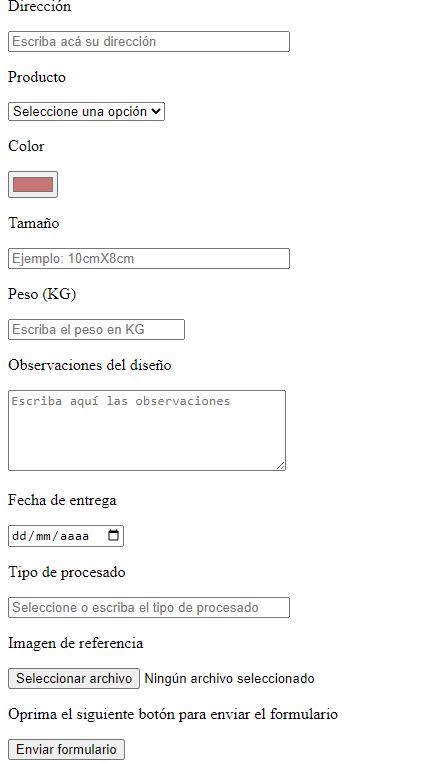 Dirección
Escriba acá su dirección
Producto
Seleccione una opción
Color
Tamaño
Ejemplo: 10cmX8cm
Peso (KG)
Escriba el peso en KG
Observaciones del diseño
Escriba aquí las observaciones
Fecha de entrega
dd/mm/aaaa
Tipo de procesado
Seleccione o escriba el tipo de procesado
Imagen de referencia
Seleccionar archivo Ningún archivo seleccionado
Oprima el siguiente botón para enviar el formulario
Enviar formulario